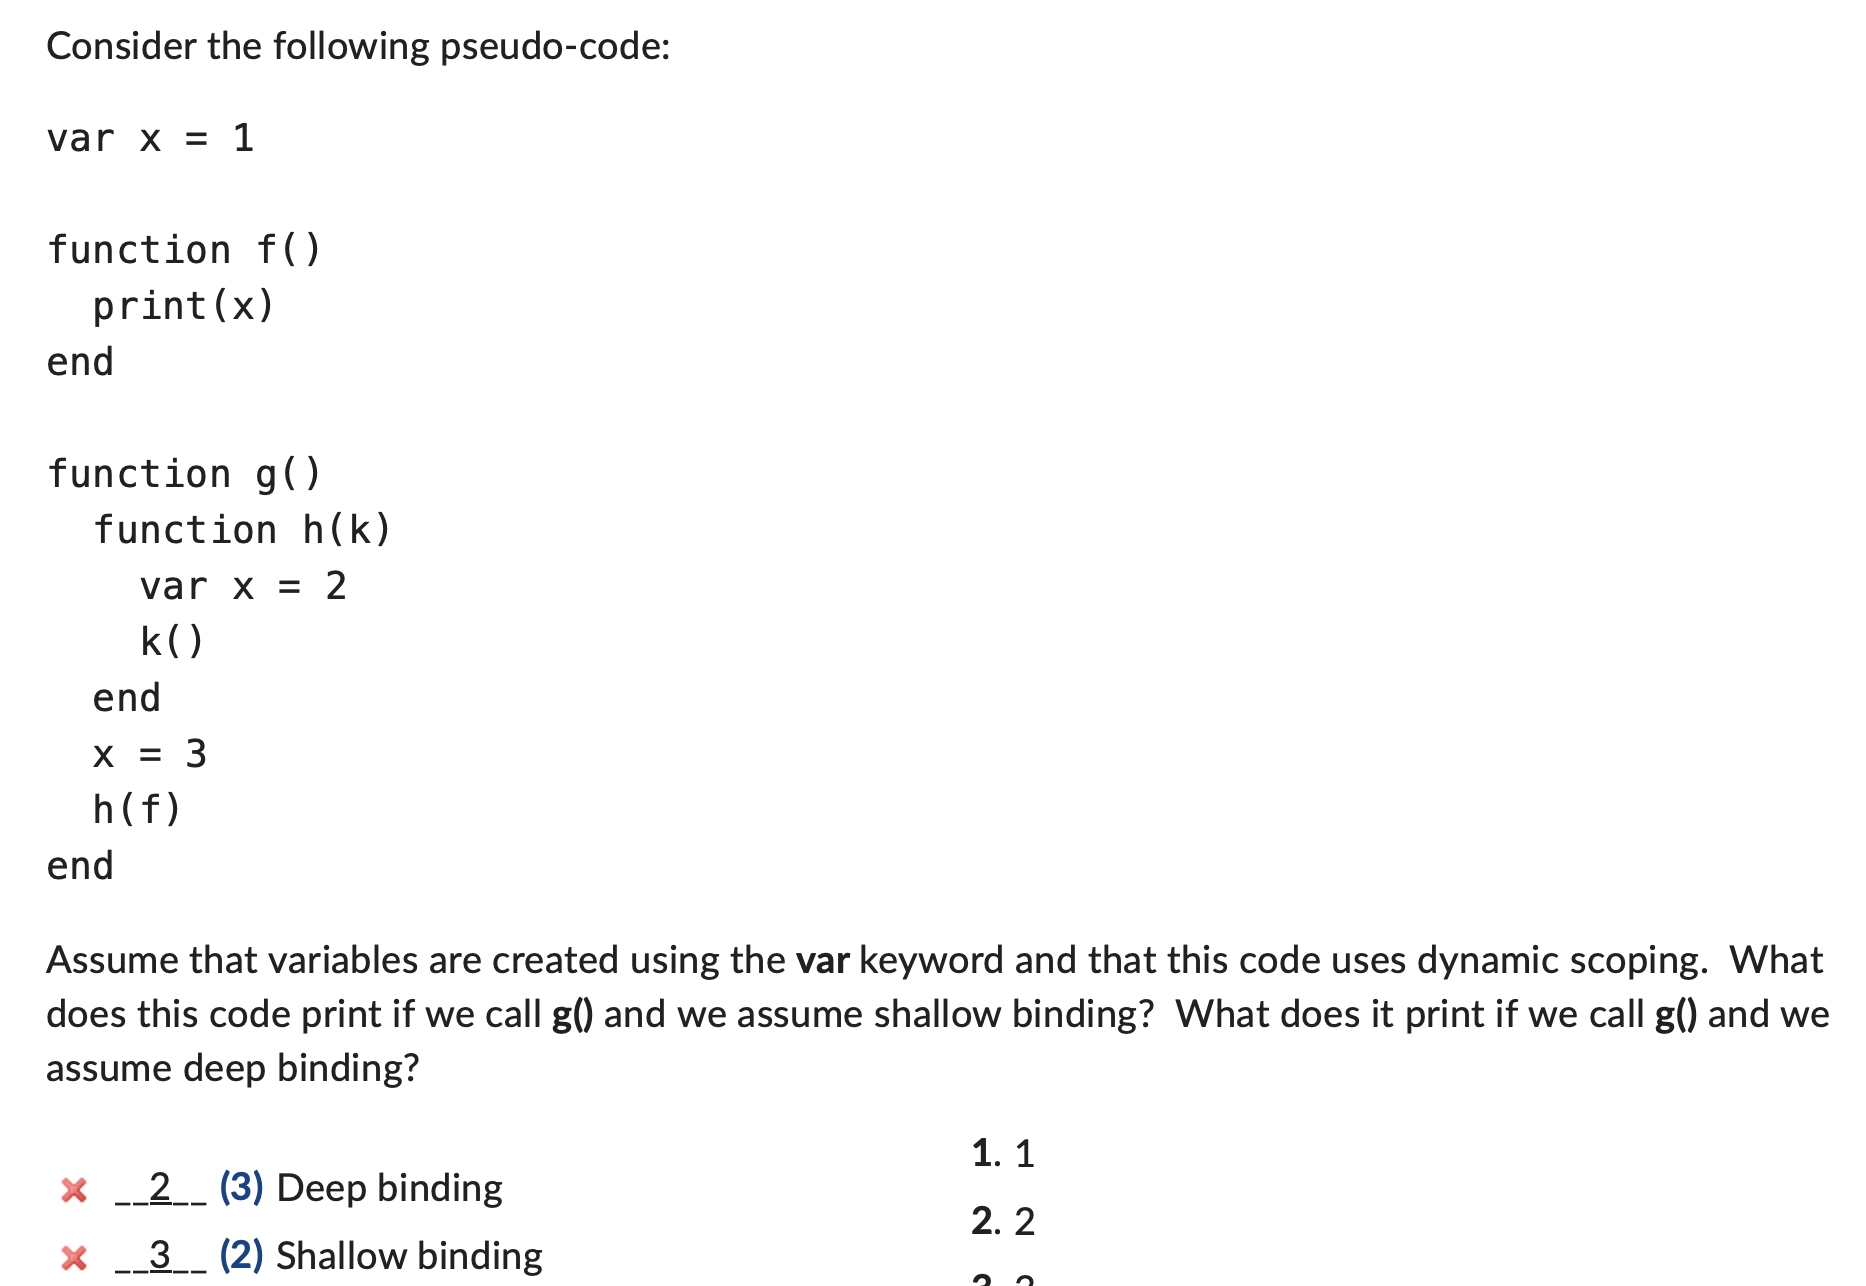 Consider the following pseudo-code:
var x = 1
function f()
  print(x)
end
function g()
  function h(k)
    var x = 2
    k()
  end
  x = 3
  h(f)
end
Assume that variables are created using the var keyword and that this code uses dynamic scoping.  What
does this code print if we call g() and we assume shallow binding?  What does it print if we call g() and we
assume deep binding?
__2__ (3) Deep binding
__3__ (2) Shallow binding
1. 1
2. 2